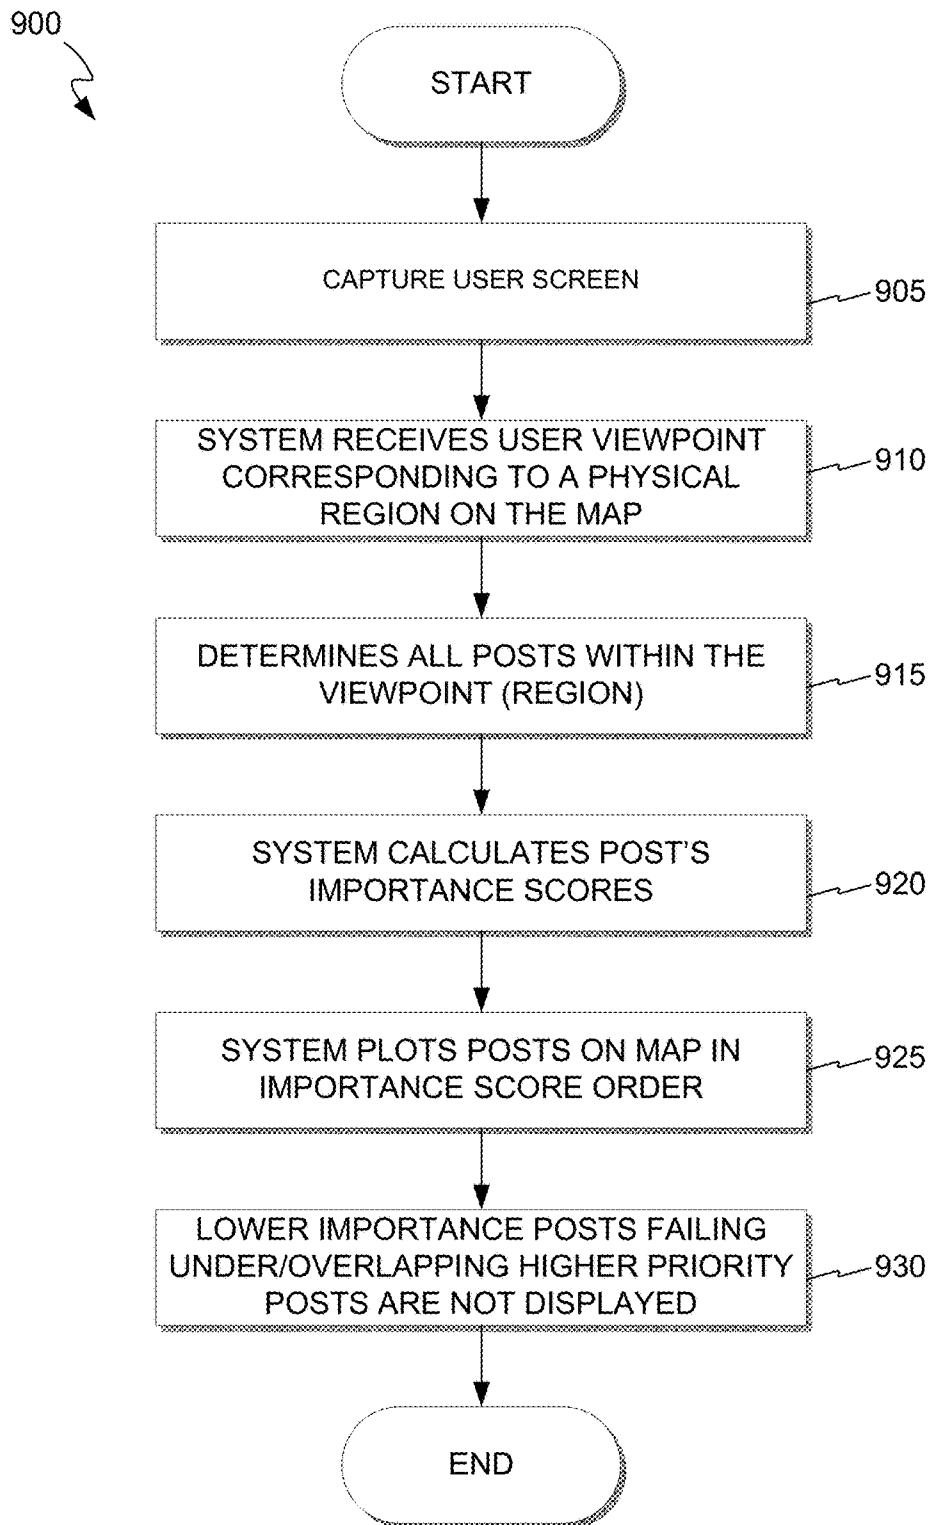 900
START
CAPTURE USER SCREEN
905
SYSTEM RECEIVES USER VIEWPOINT
CORRESPONDING TO A PHYSICAL
REGION ON THE MAP
910
DETERMINES ALL POSTS WITHIN THE
VIEWPOINT (REGION)
915
SYSTEM CALCULATES POST'S
IMPORTANCE SCORES
920
SYSTEM PLOTS POSTS ON MAP IN
IMPORTANCE SCORE ORDER
925
LOWER IMPORTANCE POSTS FAILING
UNDER/OVERLAPPING HIGHER PRIORITY
POSTS ARE NOT DISPLAYED
930
END